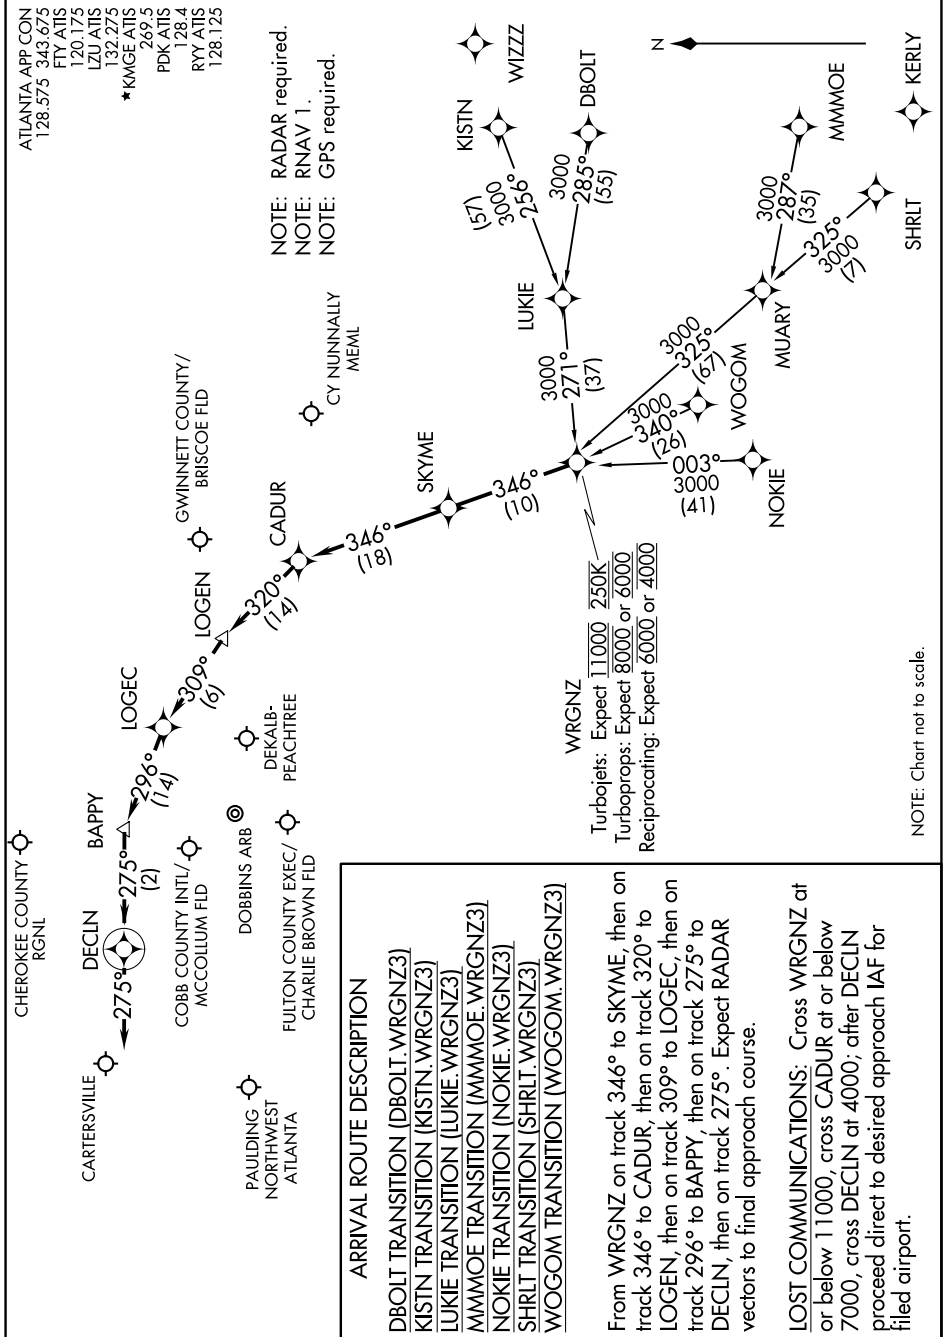 ATLANTA APP CON
128.575 343.675
FTY ATIS
120.175
LZU ATIS
132.275
★KMGE ATIS
269.5
PDK ATIS
128.4
RYY ATIS
128.125
NOTE: RADAR required.
NOTE: RNAV 1.
NOTE: GPS required.
CHEROKEE COUNTY
RGNL
CARTERSVILLE
275°
DECLN
275°
(2)
BAPPY
296°
(14)
LOGEC
309°
(6)
LOGEN
320°
(14)
CADUR
346°
(18)
SKYME
346°
(10)
GWINNETT COUNTY/
BRISCOE FLD
CY NUNNALLY
MEML
COBB COUNTY INTL/
MCCOLLUM FLD
DOBBINS ARB
DEKALB-
PEACHTREE
FULTON COUNTY EXEC/
CHARLIE BROWN FLD
PAULDING
NORTHWEST
ATLANTA
WRGNZ
Turbojets: Expect 11000 250K
Turboprops: Expect 8000 or 6000
Reciprocating: Expect 6000 or 4000
KISTN
WIZZZ
DBOLT
(57)
3000
256°
3000
285°
(55)
LUKIE
3000
271°
(37)
N
MMMOE
KERLY
3000
287°
(35)
SHRLT
325°
3000
(7)
MUARY
3000
325°
(67)
WOGOM
3000
340°
(26)
NOKIE
003°
3000
(41)
NOTE: Chart not to scale.
ARRIVAL ROUTE DESCRIPTION
DBOLT TRANSITION (DBOLT.WRGNZ3)
KISTN TRANSITION (KISTN.WRGNZ3)
LUKIE TRANSITION (LUKIE.WRGNZ3)
MMMOE TRANSITION (MMMOE.WRGNZ3)
NOKIE TRANSITION (NOKIE.WRGNZ3)
SHRLT TRANSITION (SHRLT.WRGNZ3)
WOGOM TRANSITION (WOGOM.WRGNZ3)
From WRGNZ on track 346° to SKYME, then on
track 346° to CADUR, then on track 320° to
LOGEN, then on track 309° to LOGEC, then on
track 296° to BAPPY, then on track 275° to
DECLN, then on track 275°. Expect RADAR
vectors to final approach course.
LOST COMMUNICATIONS: Cross WRGNZ at
or below 11000, cross CADUR at or below
7000, cross DECLN at 4000; after DECLN
proceed direct to desired approach IAF for
filed airport.